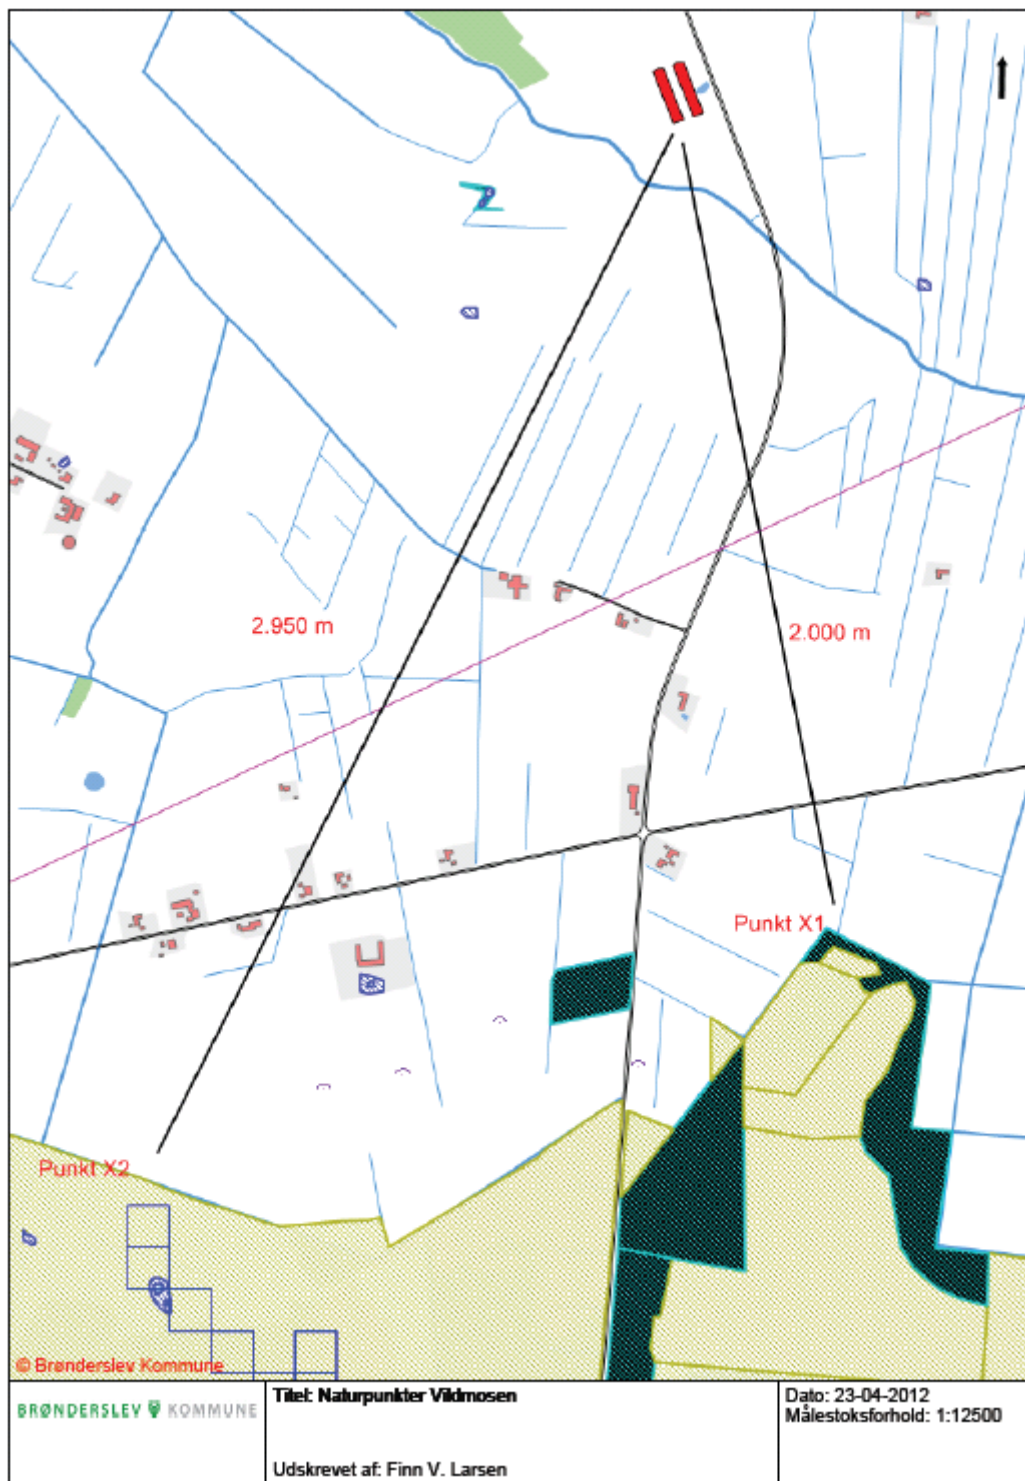 2.950 m
2.000 m
Punkt X1
Punkt X2
© Brønderslev Kommune
BRØNDERSLEV KOMMUNE
Titel: Naturpunkter Vildmosen
Udskrevet af: Finn V. Larsen
Dato: 23-04-2012
Målestoksforhold: 1:12500